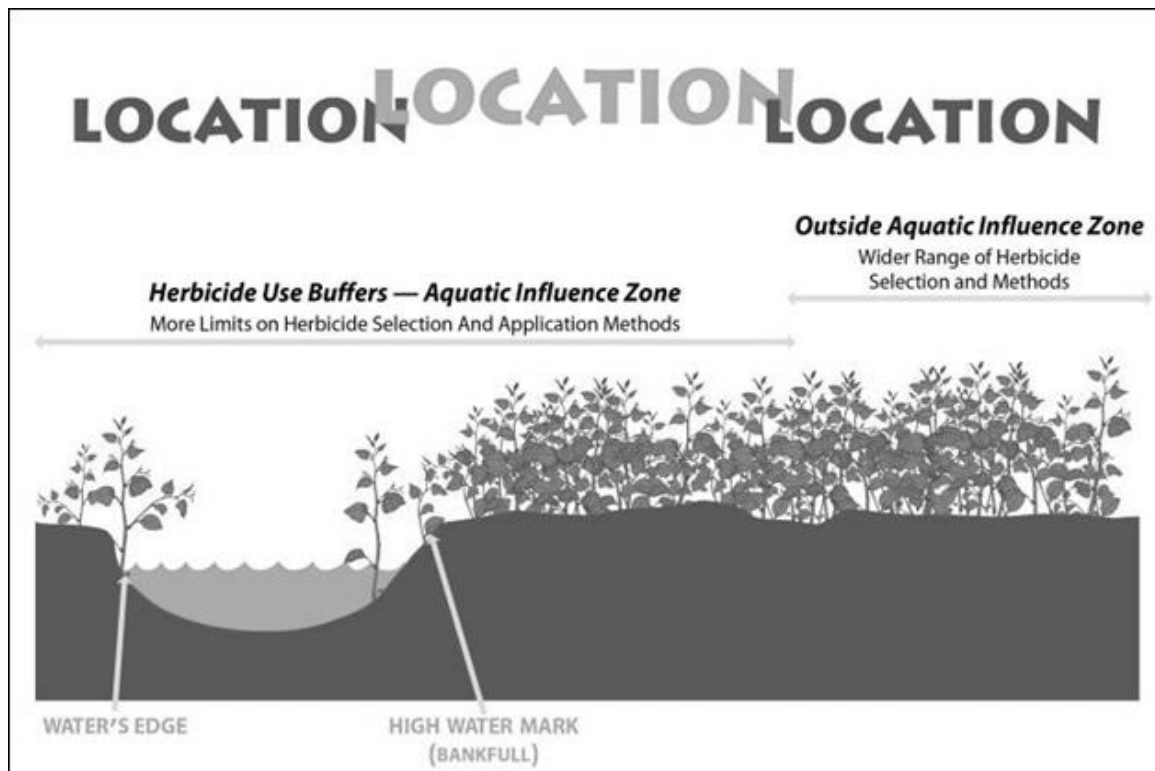 LOCATION LOCATION LOCATION
Outside Aquatic Influence Zone
Wider Range of Herbicide
Selection and Methods
Herbicide Use Buffers — Aquatic Influence Zone
More Limits on Herbicide Selection And Application Methods
WATER'S EDGE
HIGH WATER MARK
(BANKFULL)